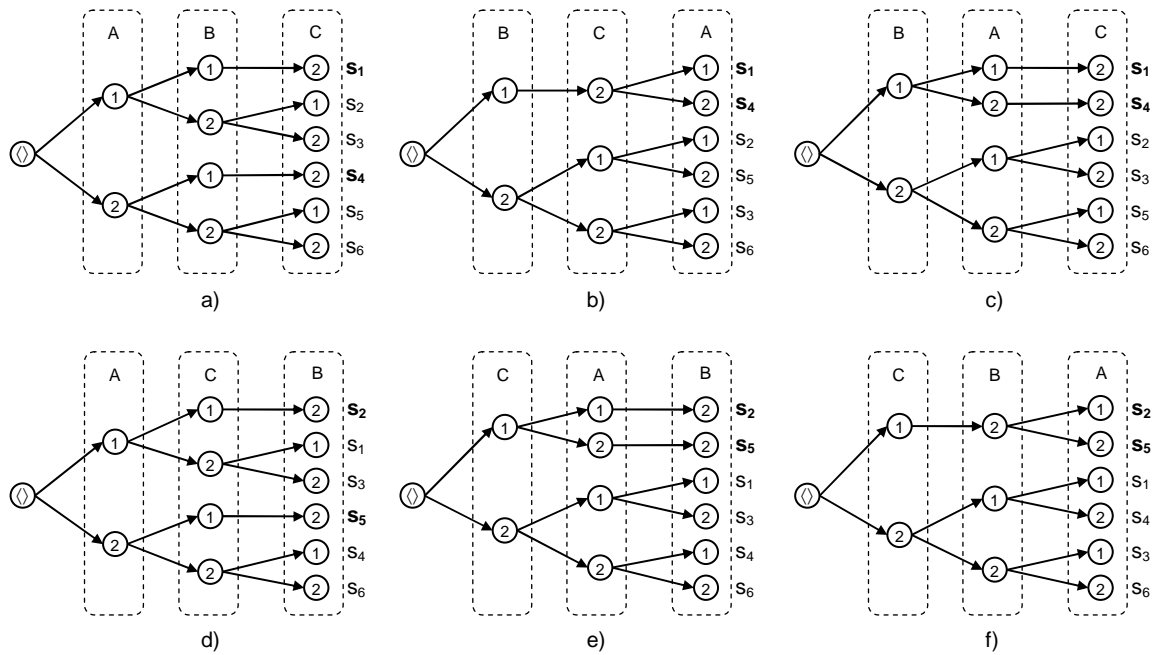 A B C
1 1 2 s1
2 1 s2
2 s3
◊
2 1 2 s4
2 1 s5
2 s6
a)
B C A
1 2 1 s1
2 s4
◊
2 1 1 s2
2 s5
2 1 s3
2 s6
b)
B A C
1 1 2 s1
2 2 s4
◊
2 1 1 s2
2 s3
2 1 s5
2 s6
c)
A C B
1 1 2 s2
2 1 s1
2 s3
◊
2 1 2 s5
2 1 s4
2 s6
d)
C A B
1 1 2 s2
2 2 s5
◊
2 1 1 s1
2 s3
2 1 s4
2 s6
e)
C B A
1 2 1 s2
2 s5
◊
2 1 1 s1
2 s4
2 1 s3
2 s6
f)